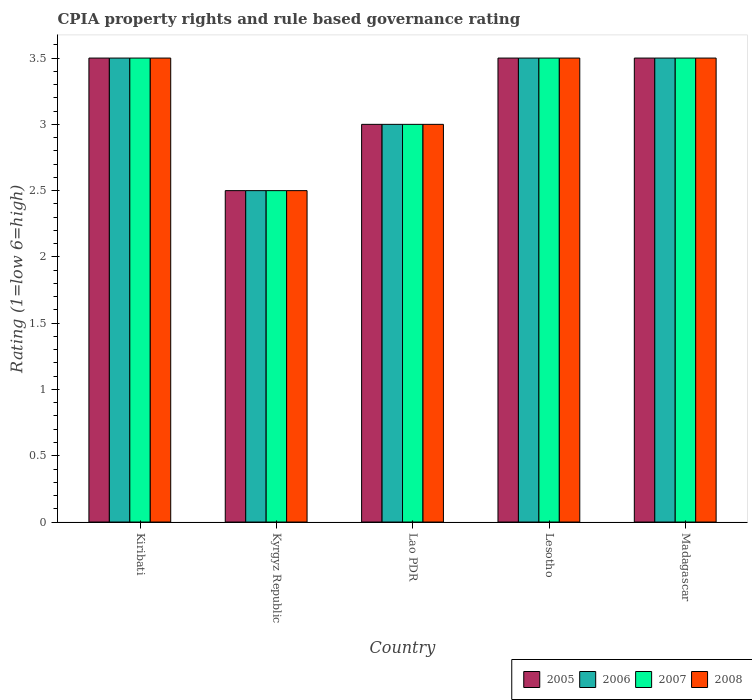 CPIA property rights and rule based governance rating
Rating (1=low 6=high)
3.5
3
2.5
2
1.5
1
0.5
0
Kiribati
Kyrgyz Republic
Lao PDR
Lesotho
Madagascar
Country
2005
2006
2007
2008